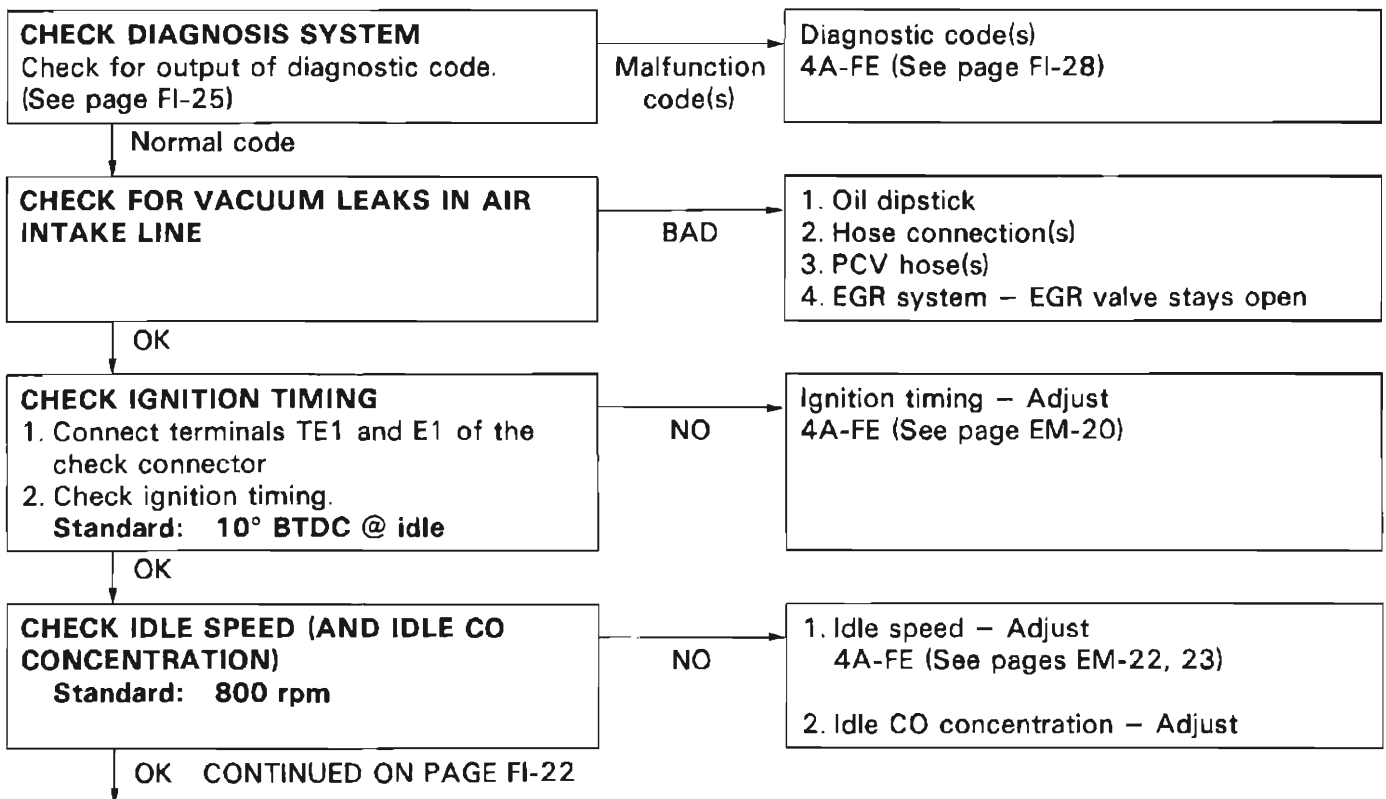 CHECK DIAGNOSIS SYSTEM
Check for output of diagnostic code.
(See page FI-25)
Malfunction
code(s)
Diagnostic code(s)
4A-FE (See page FI-28)
Normal code
CHECK FOR VACUUM LEAKS IN AIR
INTAKE LINE
BAD
1. Oil dipstick
2. Hose connection(s)
3. PCV hose(s)
4. EGR system – EGR valve stays open
OK
CHECK IGNITION TIMING
1. Connect terminals TE1 and E1 of the
check connector
2. Check ignition timing.
Standard: 10° BTDC @ idle
NO
Ignition timing – Adjust
4A-FE (See page EM-20)
OK
CHECK IDLE SPEED (AND IDLE CO
CONCENTRATION)
Standard: 800 rpm
NO
1. Idle speed – Adjust
4A-FE (See pages EM-22, 23)
2. Idle CO concentration – Adjust
OK CONTINUED ON PAGE FI-22